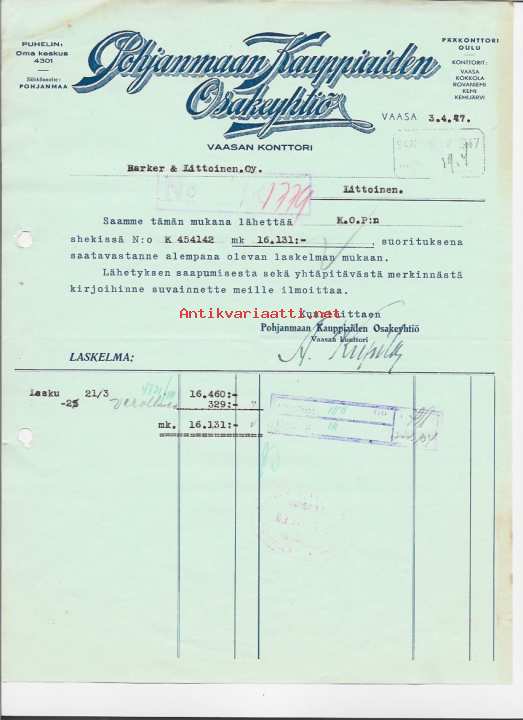 PUHELIN:
Oma keskus
4301
Sähköosoite:
POHJANMAA
Pohjanmaan Kauppiaiden
Osakeyhtiö
VAASAN KONTTORI
PÄÄKONTTORI
OULU
KONTTORIT:
VAASA
KOKKOLA
ROVANIEMI
KEMI
KEMIJÄRVI
VAASA 3.4.47.
Barker & Littoinen.Oy.
No 1779
Littoinen.
Saamme tämän mukana lähettää K.O.P:n
shekissä N:o K 454142 mk 16.131:- , suorituksena
saatavastanne alempana olevan laskelman mukaan.
Lähetyksen saapumisesta sekä yhtäpitävästä merkinnästä
kirjoihinne suvainnette meille ilmoittaa.
Antikvariaatti.net
Kunnioittaen
Pohjanmaan Kauppiaiden Osakeyhtiö
Vaasan konttori
LASKELMA:
Lasku 21/3 16.460:-
-2% 329:-
mk. 16.131:-